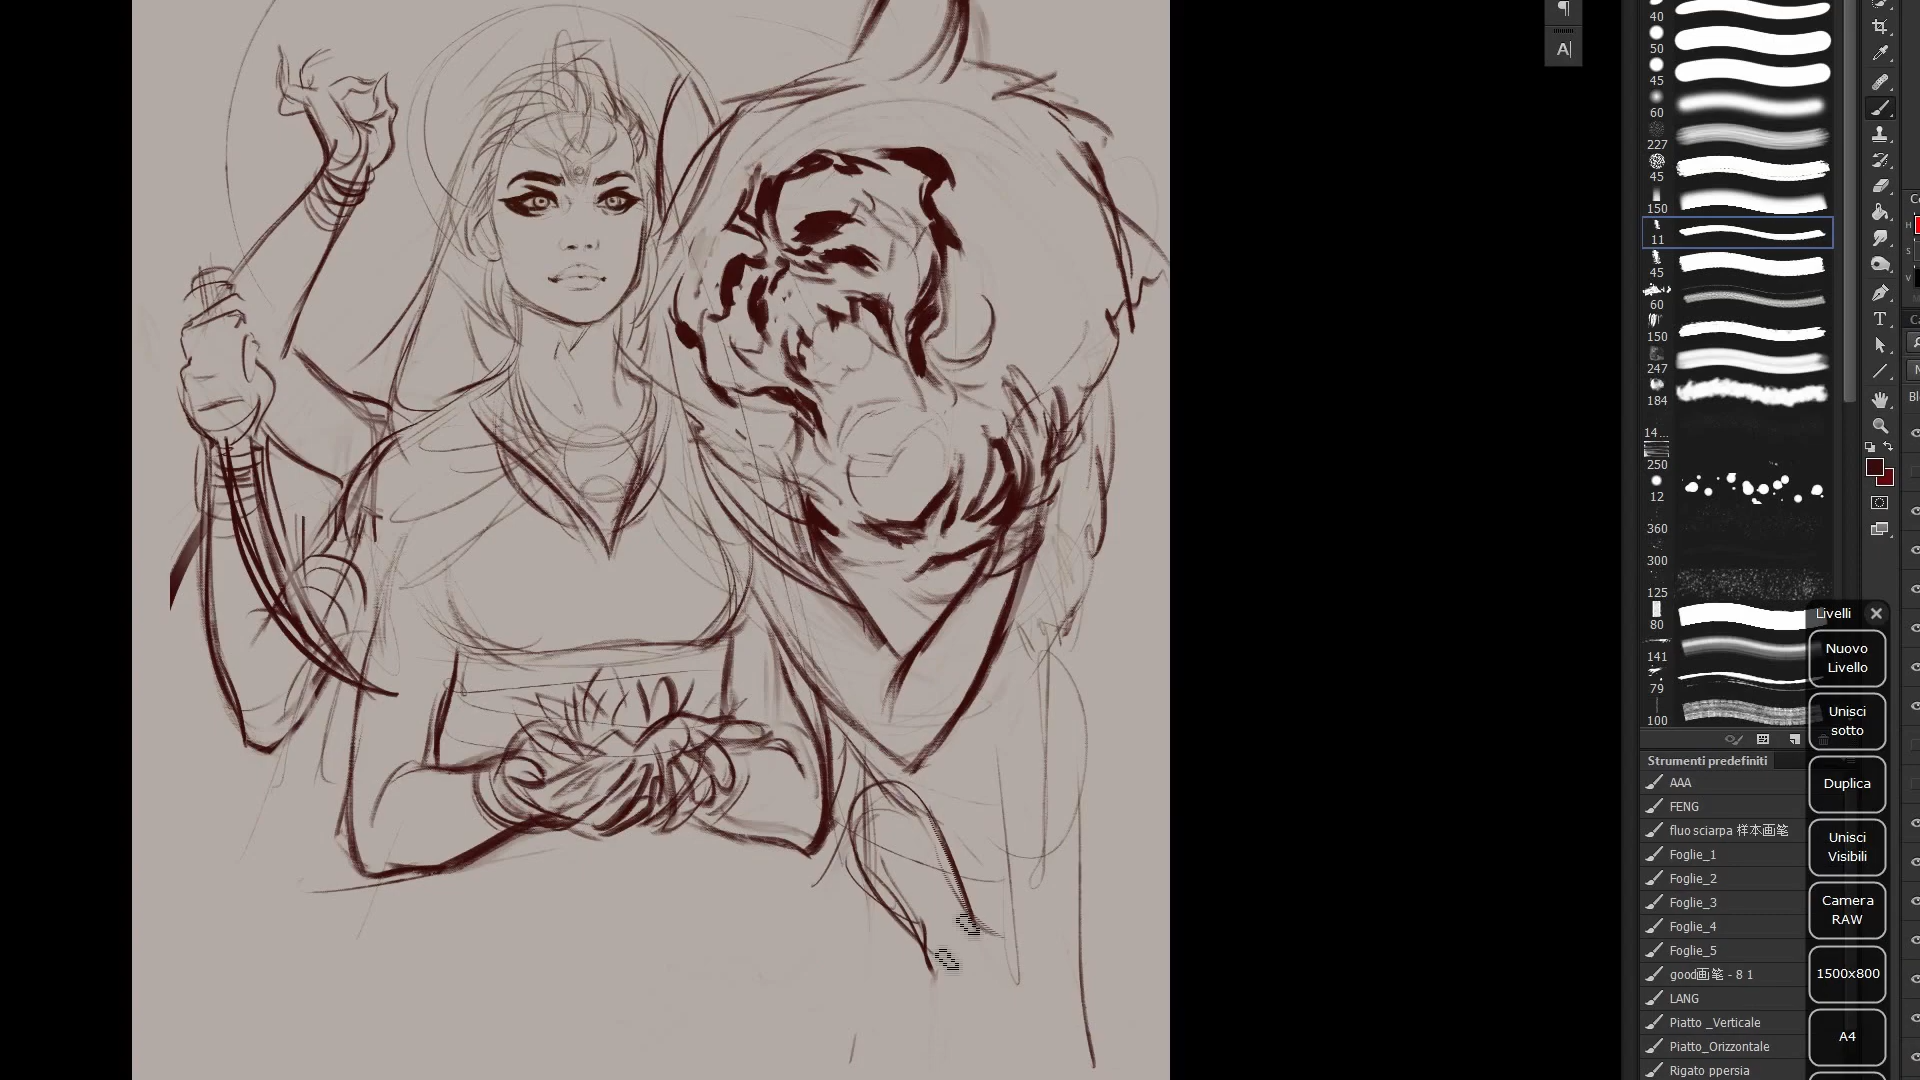 40
50
45
60
227
45
150
11
45
60
150
247
184
14...
250
12
360
300
125
80
141
79
100
Strumenti predefiniti
AAA
FENG
fluo sciarpa 样本画笔
Foglie_1
Foglie_2
Foglie_3
Foglie_4
Foglie_5
good画笔 - 8 1
LANG
Piatto _Verticale
Piatto_Orizzontale
Rigato ppersia
Livelli
Nuovo
Livello
Unisci
sotto
Duplica
Unisci
Visibili
Camera
RAW
1500x800
A4
H
S
V